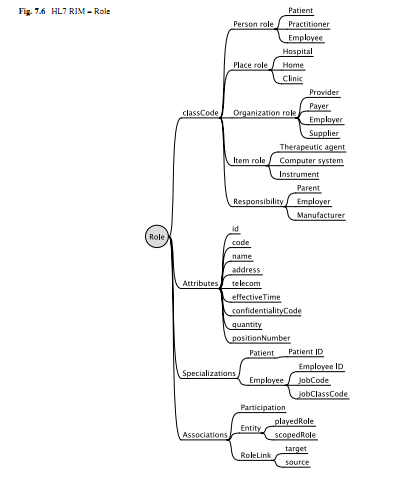 Fig. 7.6 HL7 RIM – Role
Role
classCode
Person role
Patient
Practitioner
Employee
Place role
Hospital
Home
Clinic
Organization role
Provider
Payer
Employer
Supplier
Item role
Therapeutic agent
Computer system
Instrument
Responsibility
Parent
Employer
Manufacturer
Attributes
id
code
name
address
telecom
effectiveTime
confidentialityCode
quantity
positionNumber
Specializations
Patient
Patient ID
Employee
Employee ID
JobCode
jobClassCode
Associations
Participation
Entity
playedRole
scopedRole
RoleLink
target
source